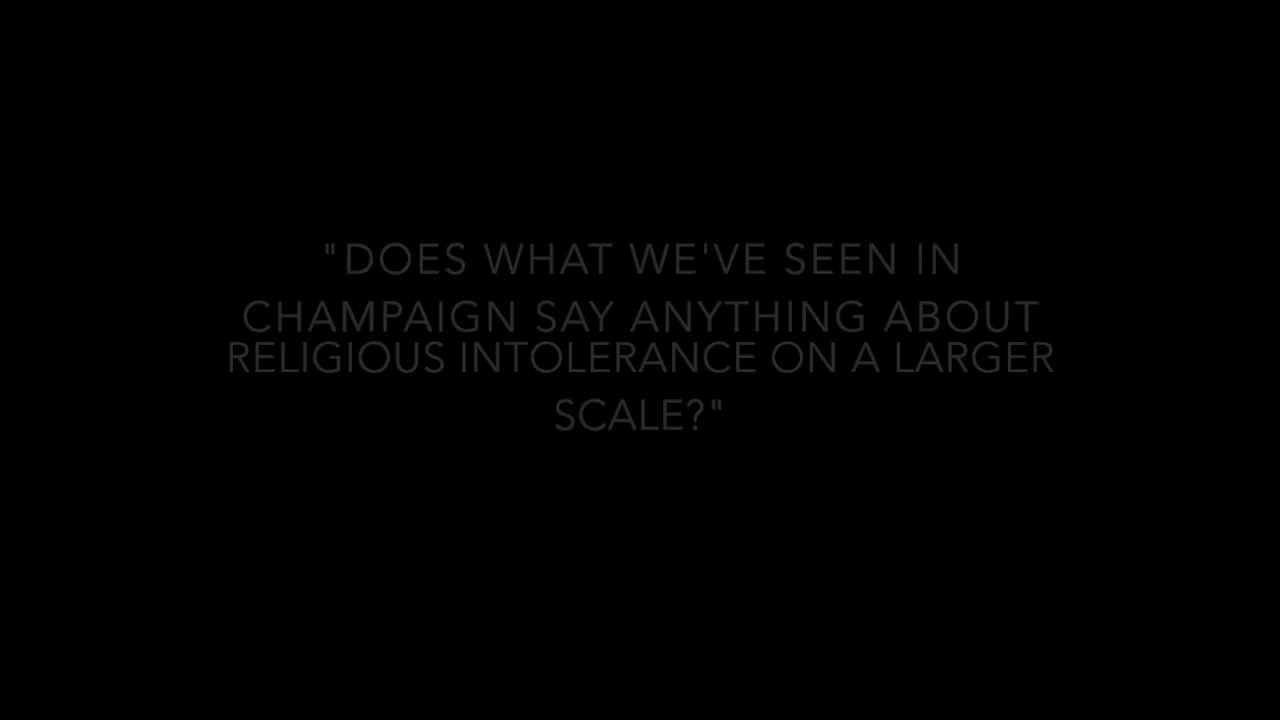 "DOES WHAT WE'VE SEEN IN
CHAMPAIGN SAY ANYTHING ABOUT
RELIGIOUS INTOLERANCE ON A LARGER
SCALE?"